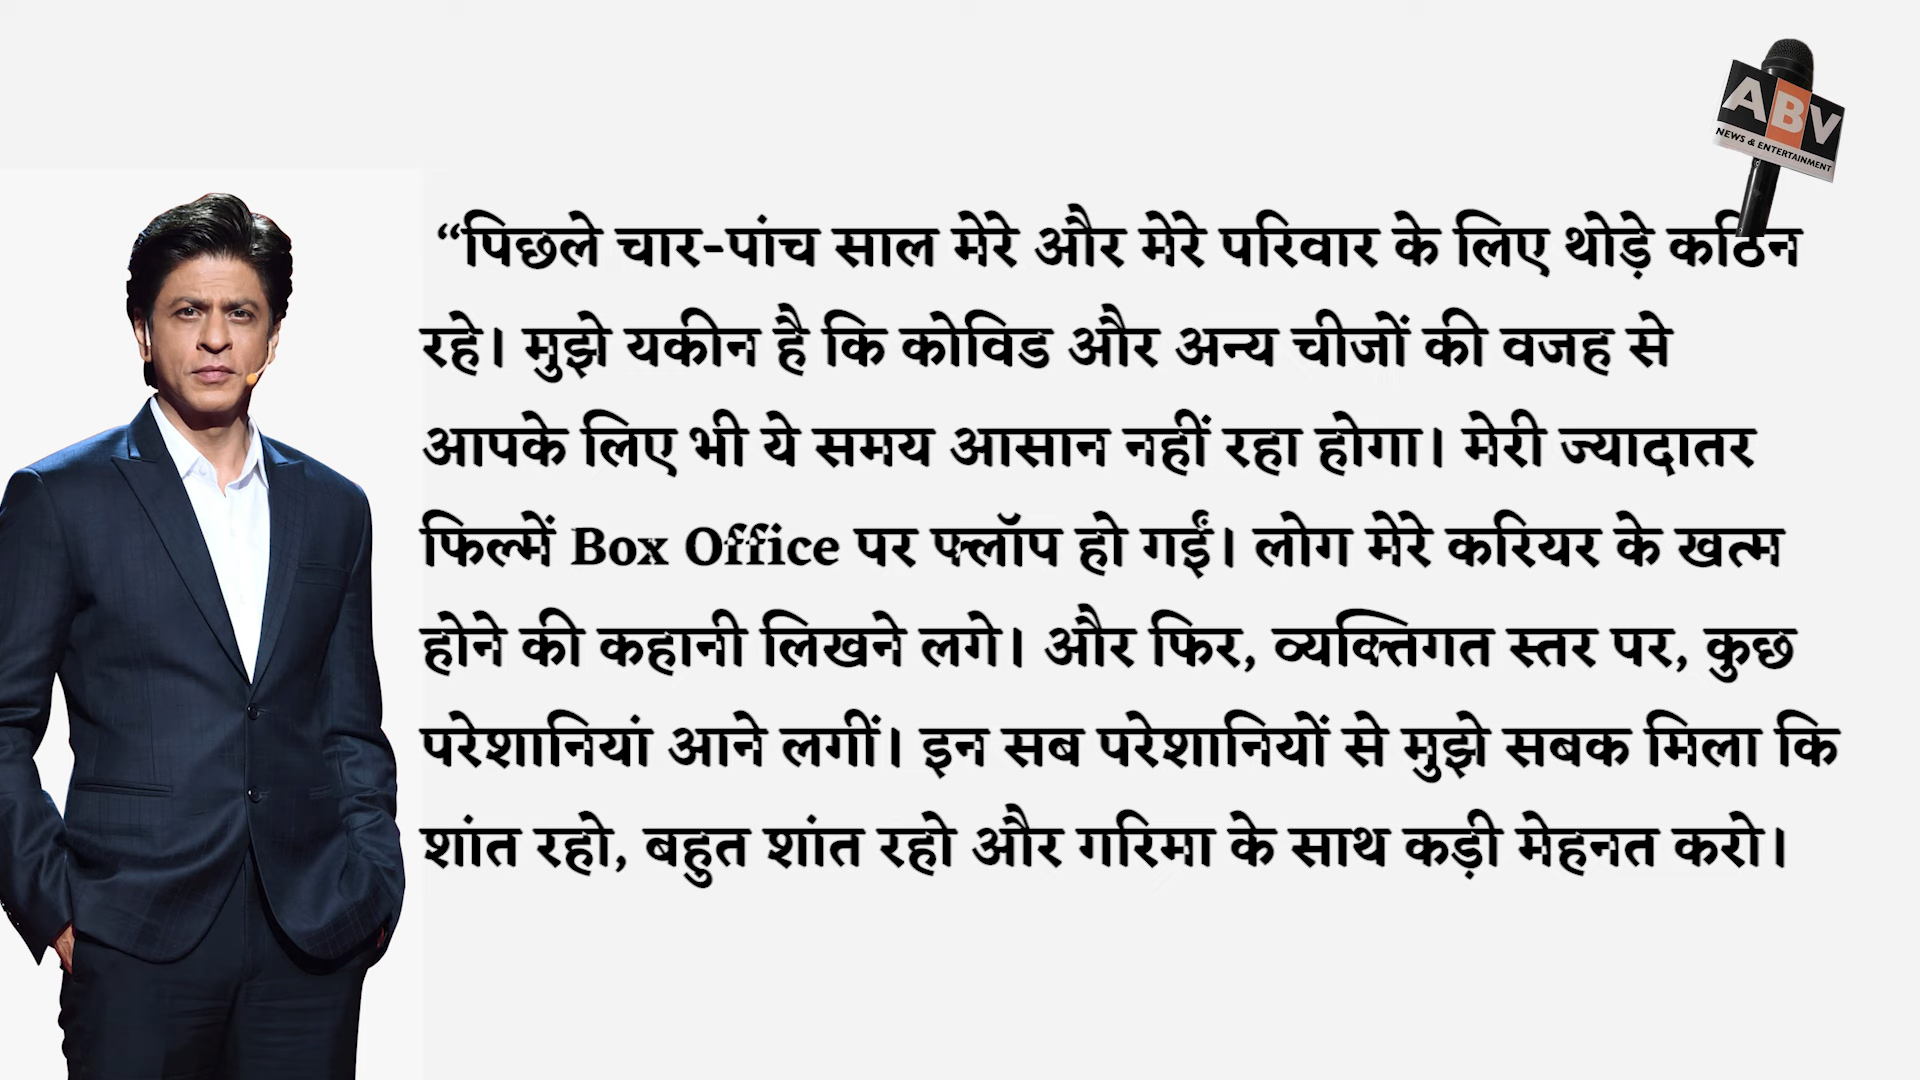 ABV
NEWS & ENTERTAINMENT
“पिछले चार-पांच साल मेरे और मेरे परिवार के लिए थोड़े कठिन
रहे। मुझे यकीन है कि कोविड और अन्य चीजों की वजह से
आपके लिए भी ये समय आसान नहीं रहा होगा। मेरी ज्यादातर
फिल्में Box Office पर फ्लॉप हो गईं। लोग मेरे करियर के खत्म
होने की कहानी लिखने लगे। और फिर, व्यक्तिगत स्तर पर, कुछ
परेशानियां आने लगीं। इन सब परेशानियों से मुझे सबक मिला कि
शांत रहो, बहुत शांत रहो और गरिमा के साथ कड़ी मेहनत करो।